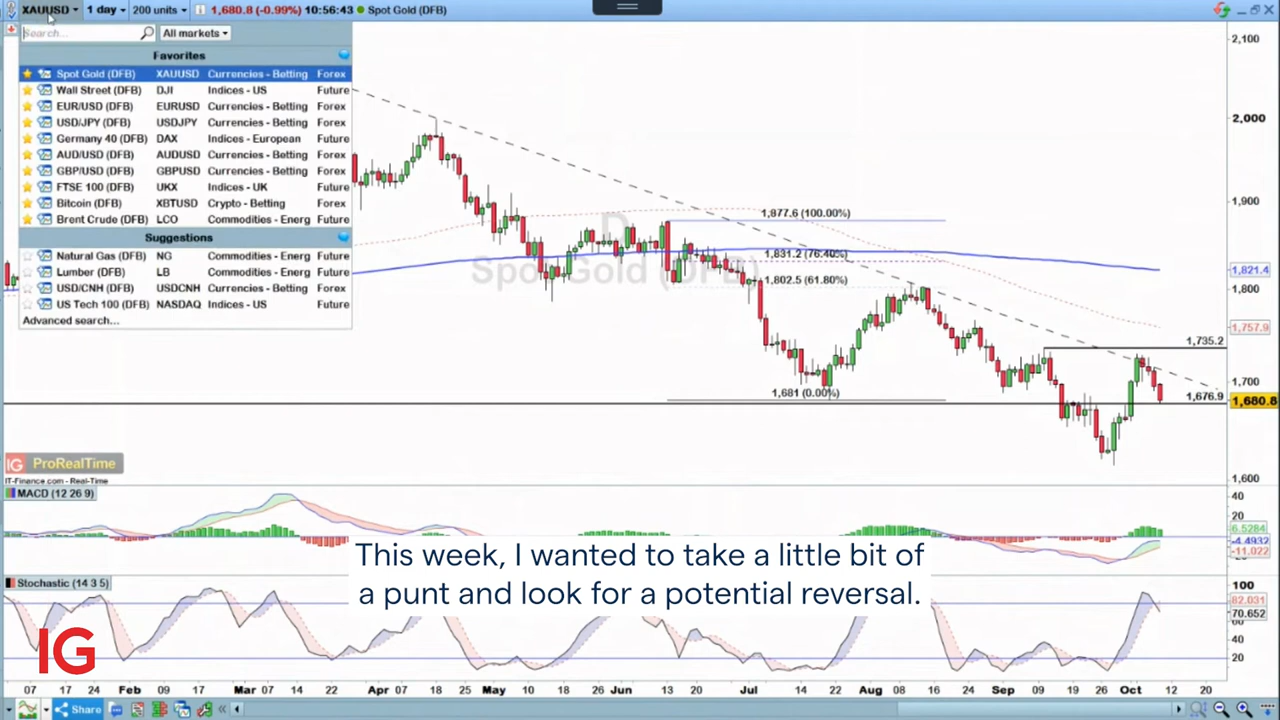 XAUUSD 1 day 200 units 1,680.8 (-0.99%) 10:56:43 Spot Gold (DFB)
Search... All markets
Favorites
Spot Gold (DFB) XAUUSD Currencies - Betting Forex
Wall Street (DFB) DJI Indices - US Future
EUR/USD (DFB) EURUSD Currencies - Betting Forex
USD/JPY (DFB) USDJPY Currencies - Betting Forex
Germany 40 (DFB) DAX Indices - European Future
AUD/USD (DFB) AUDUSD Currencies - Betting Forex
GBP/USD (DFB) GBPUSD Currencies - Betting Forex
FTSE 100 (DFB) UKX Indices - UK Future
Bitcoin (DFB) XBTUSD Crypto - Betting Forex
Brent Crude (DFB) LCO Commodities - Energ Future
Suggestions
Natural Gas (DFB) NG Commodities - Energ Future
Lumber (DFB) LB Commodities - Energ Future
USD/CNH (DFB) USDCNH Currencies - Betting Forex
US Tech 100 (DFB) NASDAQ Indices - US Future
Advanced search...
D
Spot Gold (DFB)
1,877.6 (100.00%)
1,831.2 (76.40%)
1,802.5 (61.80%)
1,681 (0.00%)
1,735.2
1,676.9
2,100
2,000
1,900
1,821.4
1,800
1,757.9
1,700
1,680.8
1,600
IG ProRealTime
IT-Finance.com - Real-Time
MACD (12 26 9)
40
20
6.5284
-4.4932
-11.022
This week, I wanted to take a little bit of
a punt and look for a potential reversal.
Stochastic (14 3 5)
100
82.031
70.652
40
20
IG
07 17 24 Feb 09 17 Mar 07 14 24 Apr 07 18 25 May 10 18 26 Jun 13 20 Jul 14 21 Aug 08 16 24 Sep 09 19 26 Oct 12 20
Share